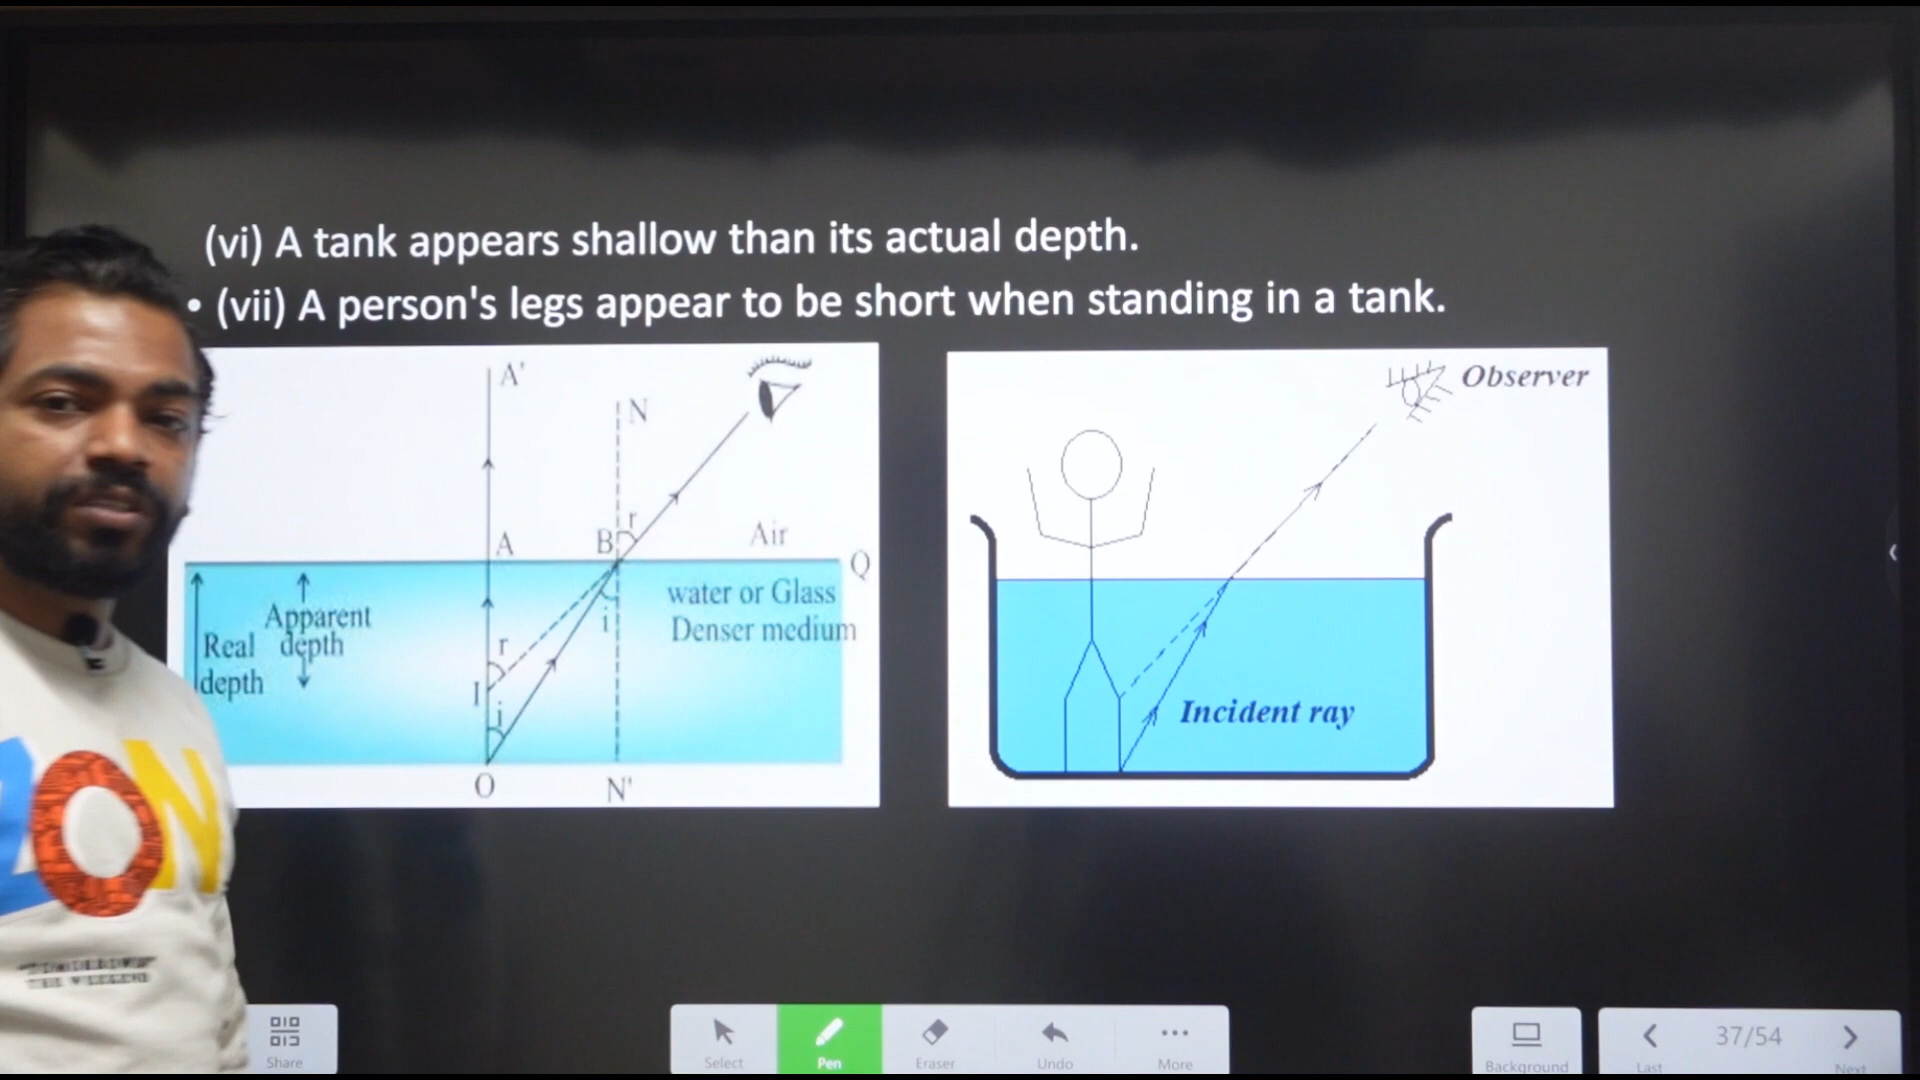 (vi) A tank appears shallow than its actual depth.
• (vii) A person's legs appear to be short when standing in a tank.
A'
N
A
B
r
Air
Q
Real depth
Apparent depth
r
i
water or Glass
Denser medium
I
i
O
N'
Observer
Incident ray
ON
Share
Select
Pen
Eraser
Undo
More
Background
Last
37/54
Next